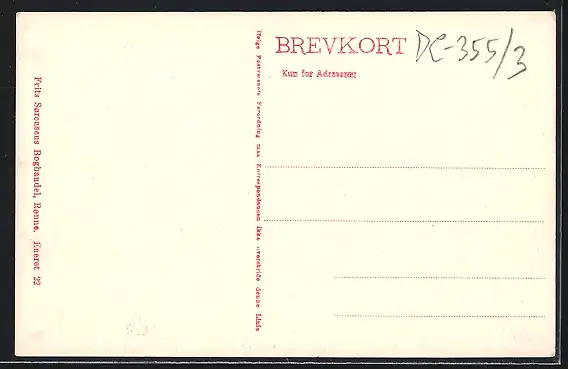 Frits Sørensens Boghandel, Rønne. Eneret 22
Ifølge Postvæsenets Forordning maa Korrespondancen ikke overskride denne Linie
BREVKORT DC-355/3
Kun for Adressen